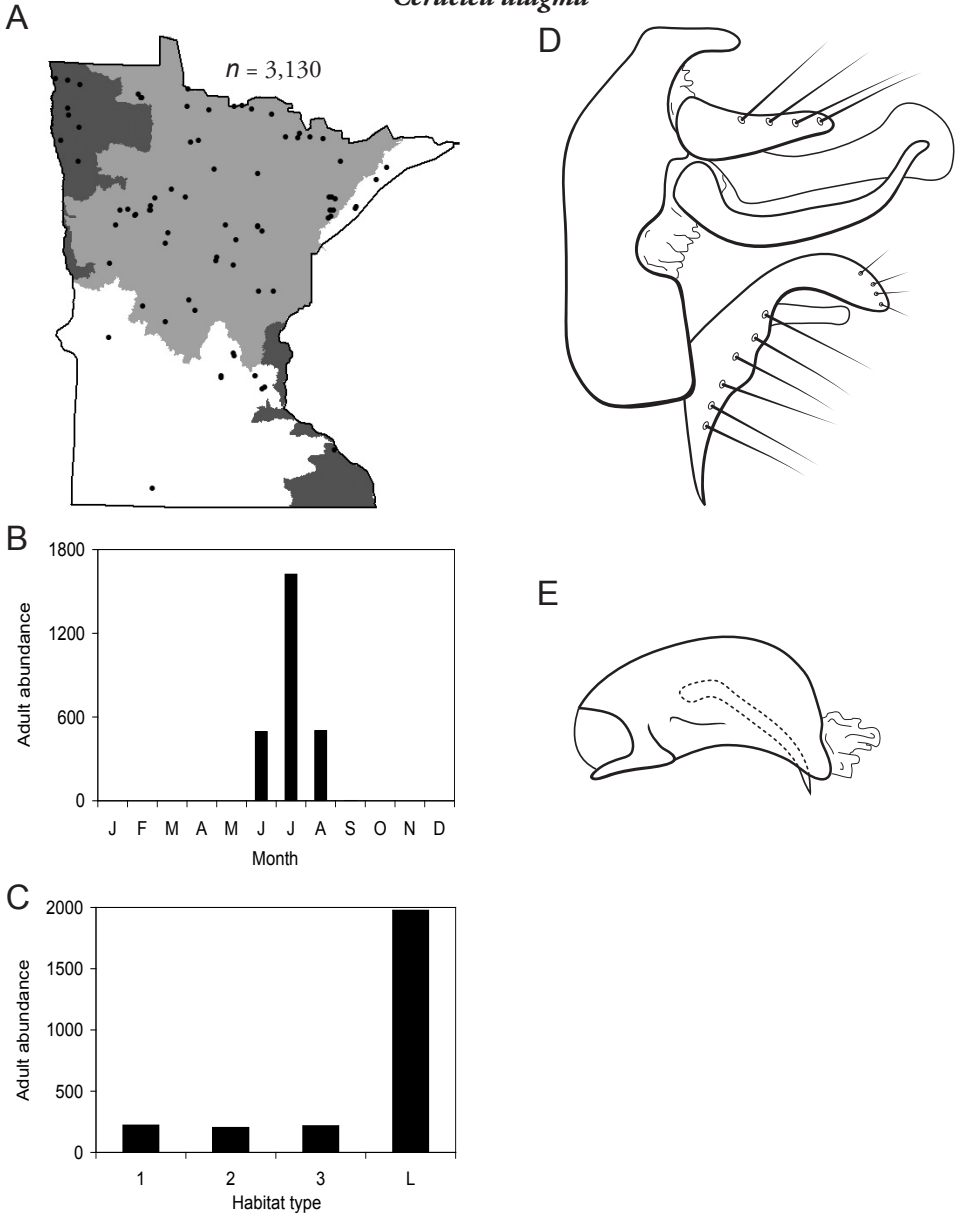 Ceraclea alagma
A
n = 3,130
D
B
Adult abundance
1800
1200
600
0
J F M A M J J A S O N D
Month
E
C
Adult abundance
2000
1500
1000
500
0
1 2 3 L
Habitat type